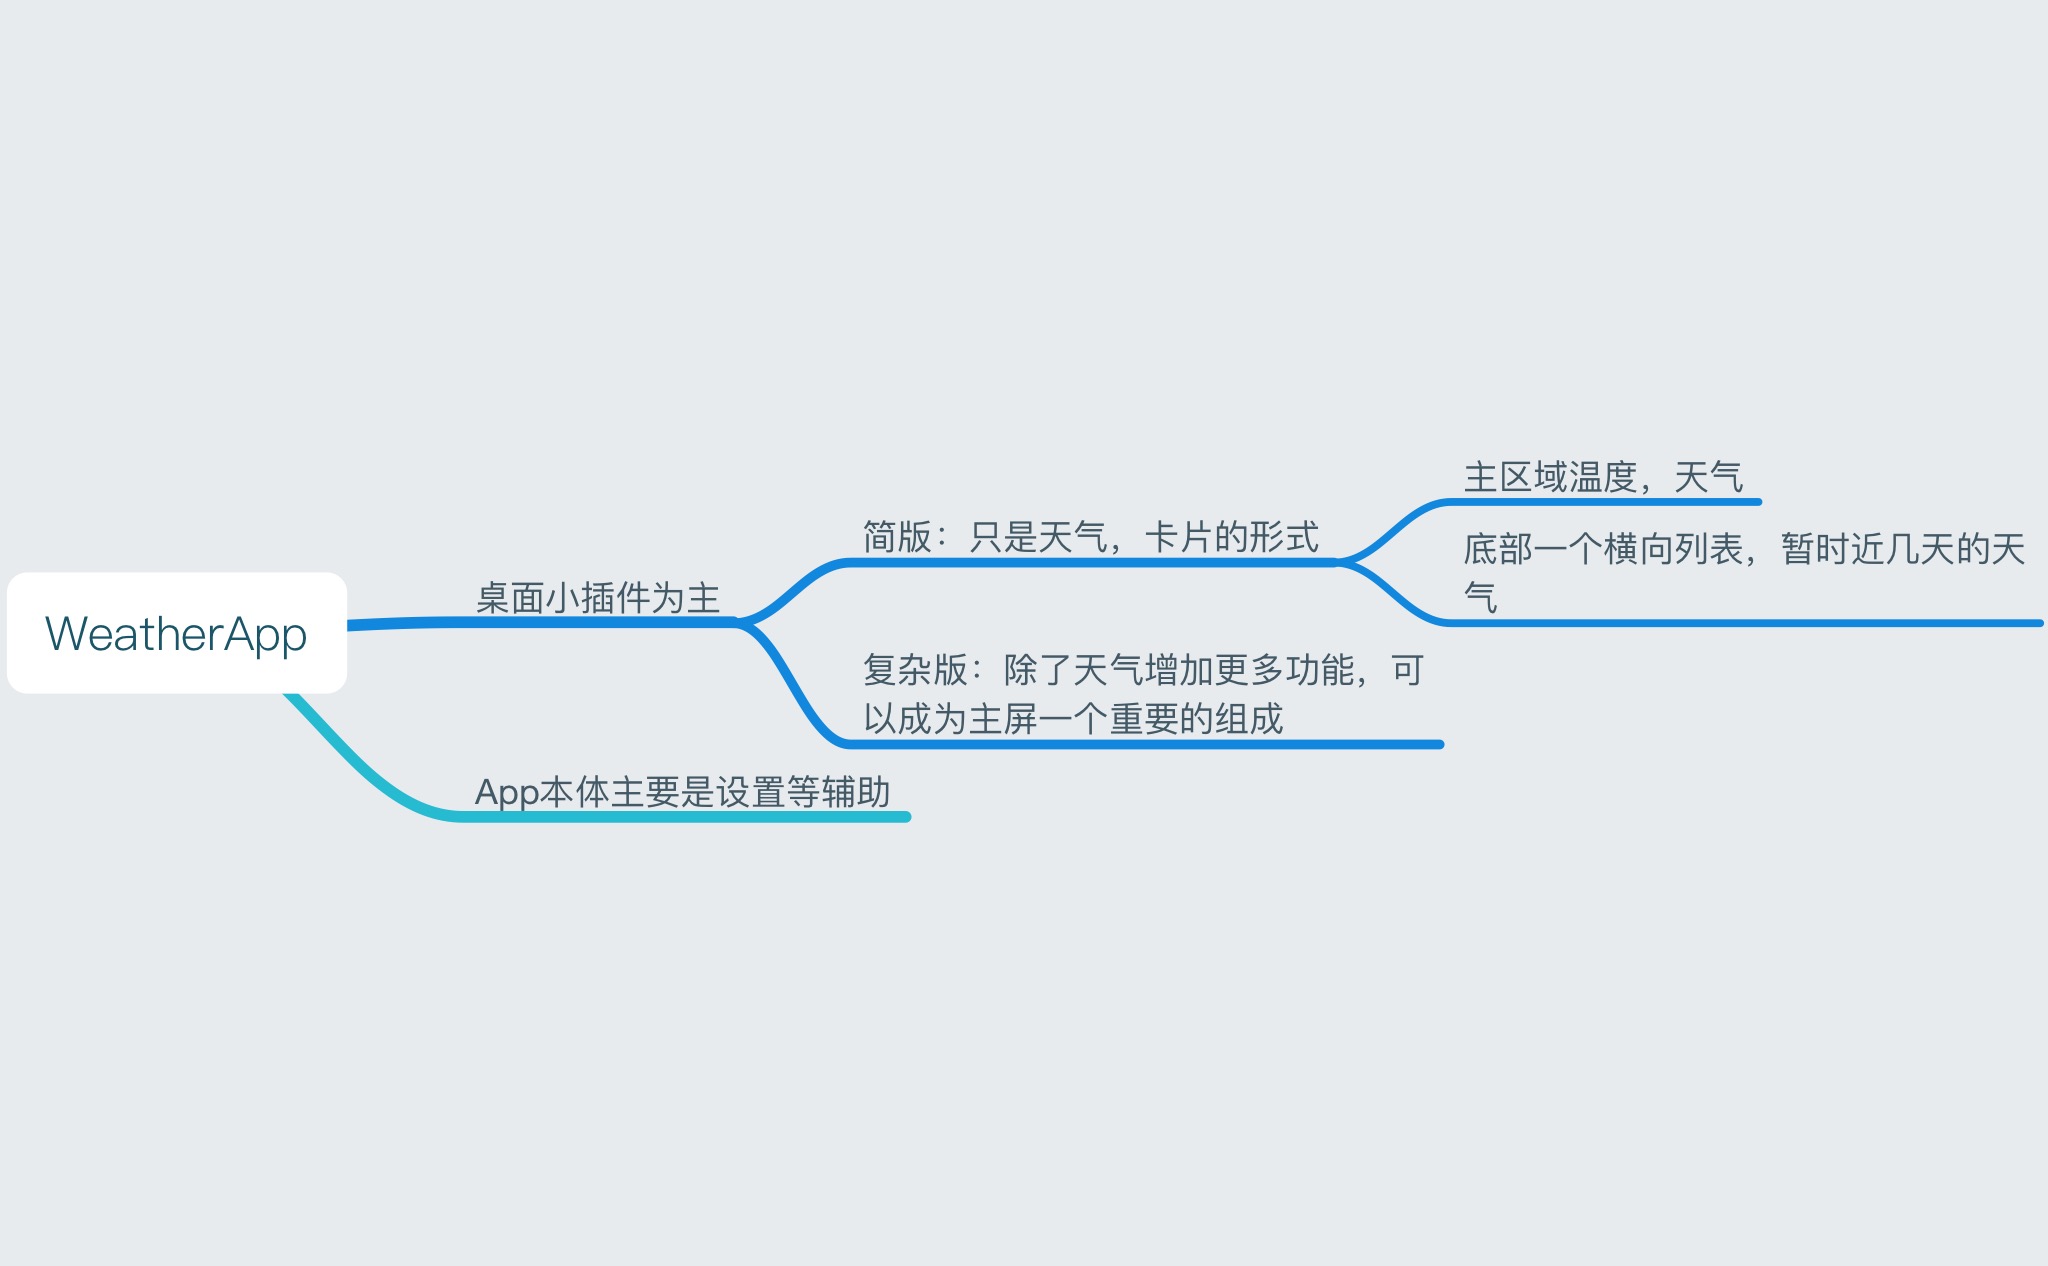 WeatherApp
桌面小插件为主
简版：只是天气，卡片的形式
主区域温度，天气
底部一个横向列表，暂时近几天的天
气
复杂版：除了天气增加更多功能，可
以成为主屏一个重要的组成
App本体主要是设置等辅助